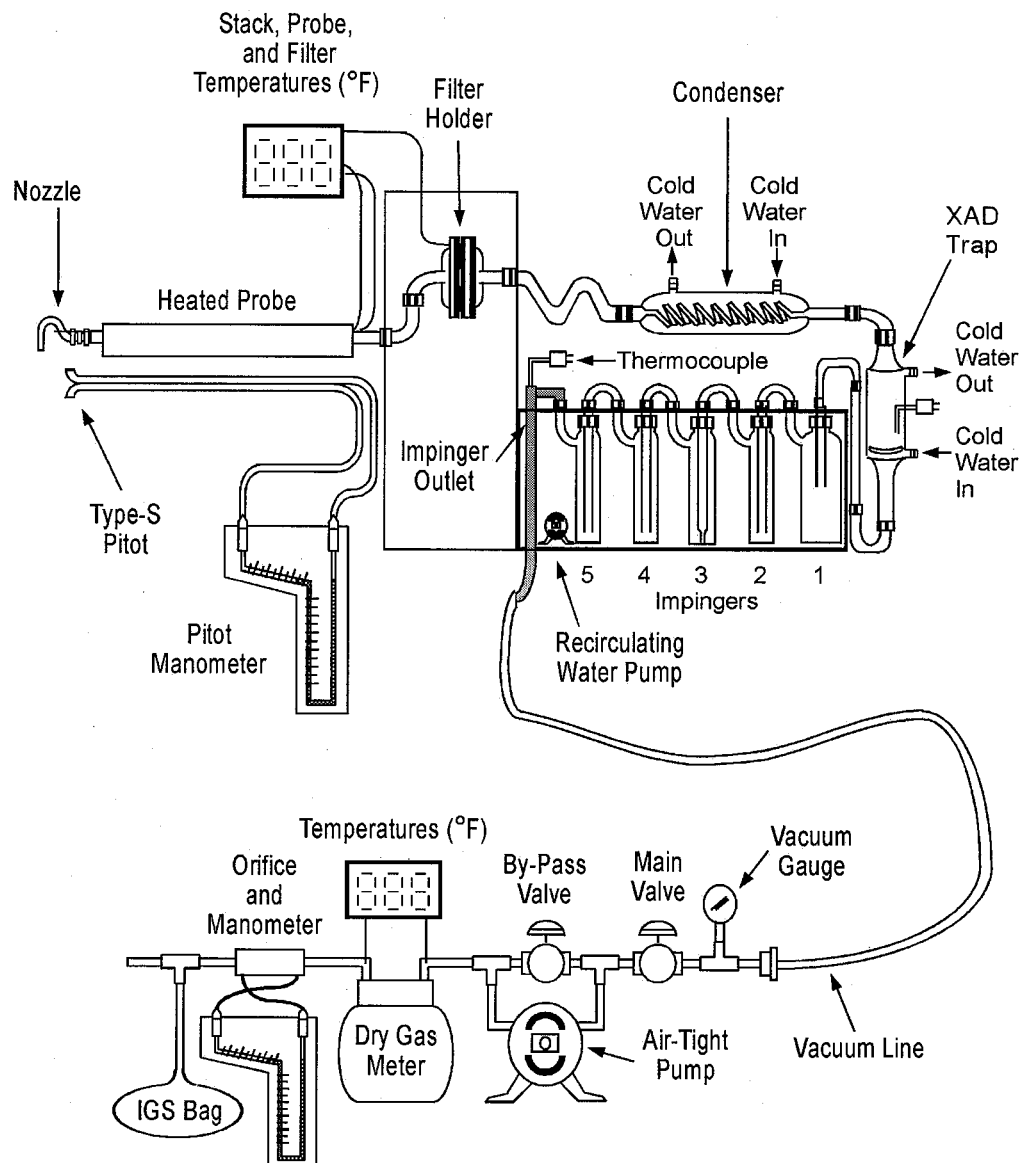 Stack, Probe,
and Filter
Temperatures (°F)
Filter
Holder
Condenser
Nozzle
Cold
Water
Out
Cold
Water
In
XAD
Trap
Heated Probe
Thermocouple
Cold
Water
Out
Impinger
Outlet
Cold
Water
In
Type-S
Pitot
5 4 3 2 1
Impingers
Pitot
Manometer
Recirculating
Water Pump
Temperatures (°F)
Orifice
and
Manometer
By-Pass
Valve
Main
Valve
Vacuum
Gauge
Dry Gas
Meter
Air-Tight
Pump
Vacuum Line
IGS Bag